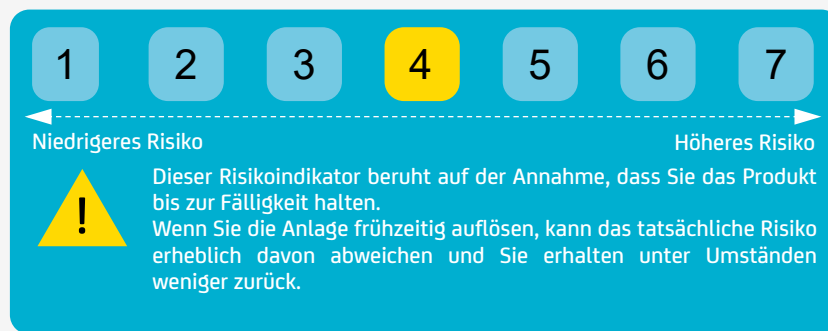 1 2 3 4 5 6 7
Niedrigeres Risiko Höheres Risiko
!
Dieser Risikoindikator beruht auf der Annahme, dass Sie das Produkt
bis zur Fälligkeit halten.
Wenn Sie die Anlage frühzeitig auflösen, kann das tatsächliche Risiko
erheblich davon abweichen und Sie erhalten unter Umständen
weniger zurück.